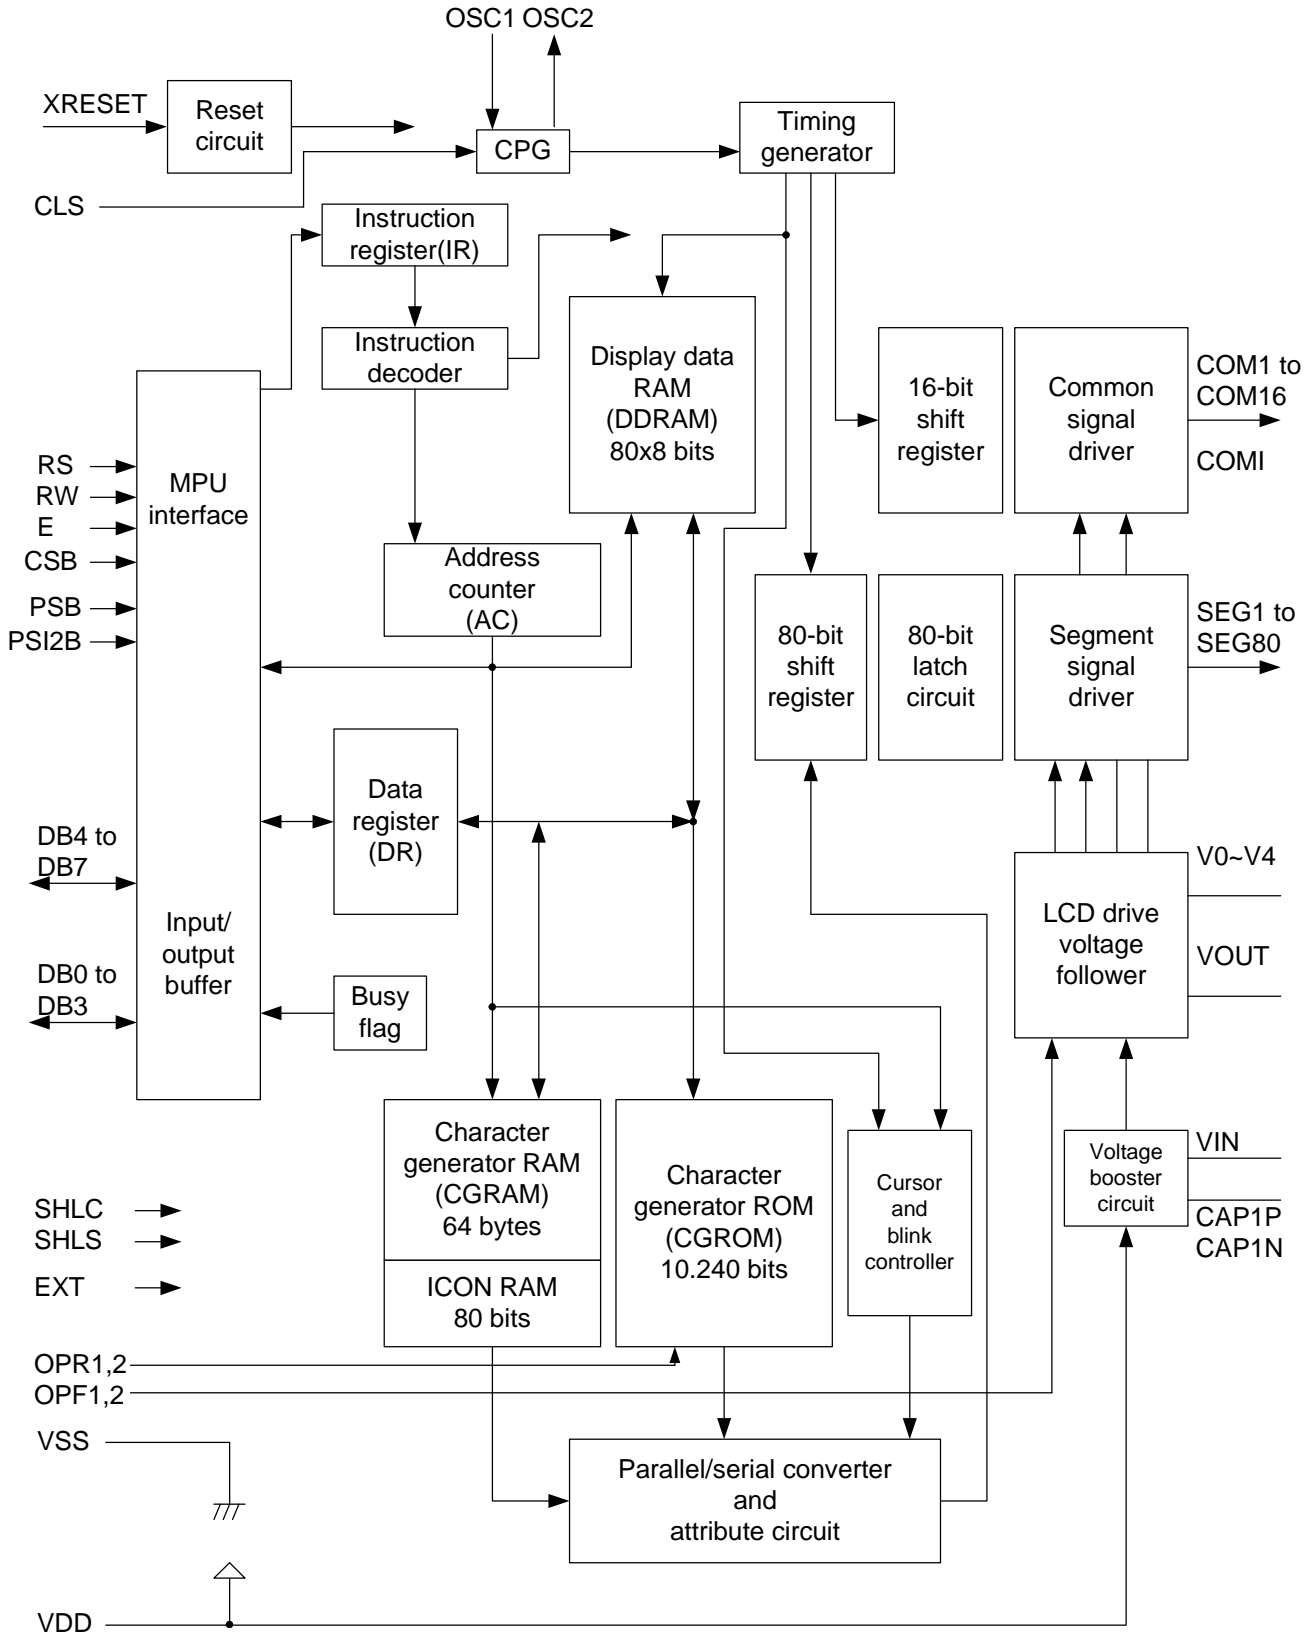 OSC1 OSC2
XRESET
Reset
circuit
CPG
Timing
generator
CLS
Instruction
register(IR)
Instruction
decoder
Display data
RAM
(DDRAM)
80x8 bits
16-bit
shift
register
Common
signal
driver
COM1 to
COM16
COMI
RS
RW
E
CSB
PSB
PSI2B
MPU
interface
Address
counter
(AC)
80-bit
shift
register
80-bit
latch
circuit
Segment
signal
driver
SEG1 to
SEG80
Data
register
(DR)
DB4 to
DB7
Input/
output
buffer
DB0 to
DB3
Busy
flag
LCD drive
voltage
follower
V0~V4
VOUT
Character
generator RAM
(CGRAM)
64 bytes
ICON RAM
80 bits
Character
generator ROM
(CGROM)
10.240 bits
Cursor
and
blink
controller
Voltage
booster
circuit
VIN
CAP1P
CAP1N
SHLC
SHLS
EXT
OPR1,2
OPF1,2
VSS
Parallel/serial converter
and
attribute circuit
VDD